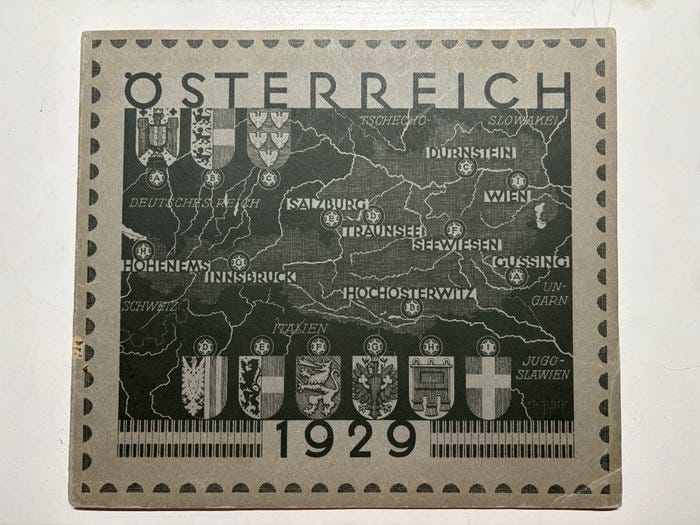 ÖSTERREICH
TSCHECHO-
SLOWAKEI
DÜRNSTEIN
C
A
B
C
I
WIEN
DEUTSCHES REICH
SALZBURG
E
D
TRAUNSEE
F
SEEWIESEN
H
HOHENEMS
G
INNSBRUCK
GÜSSING
A
UN-
GARN
HOCHOSTERWITZ
SCHWEIZ
ITALIEN
D
E
F
G
H
I
JUGO-
SLAWIEN
1929